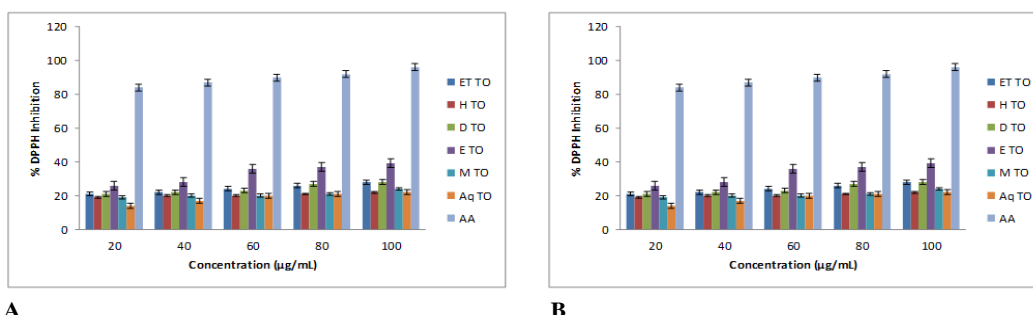 120
100
80
60
40
20
0
% DPPH Inhibition
20 40 60 80 100
Concentration (µg/mL)
ET TO
H TO
D TO
E TO
M TO
Aq TO
AA
A
120
100
80
60
40
20
0
% DPPH Inhibition
20 40 60 80 100
Concentration (µg/mL)
ET TO
H TO
D TO
E TO
M TO
Aq TO
AA
B